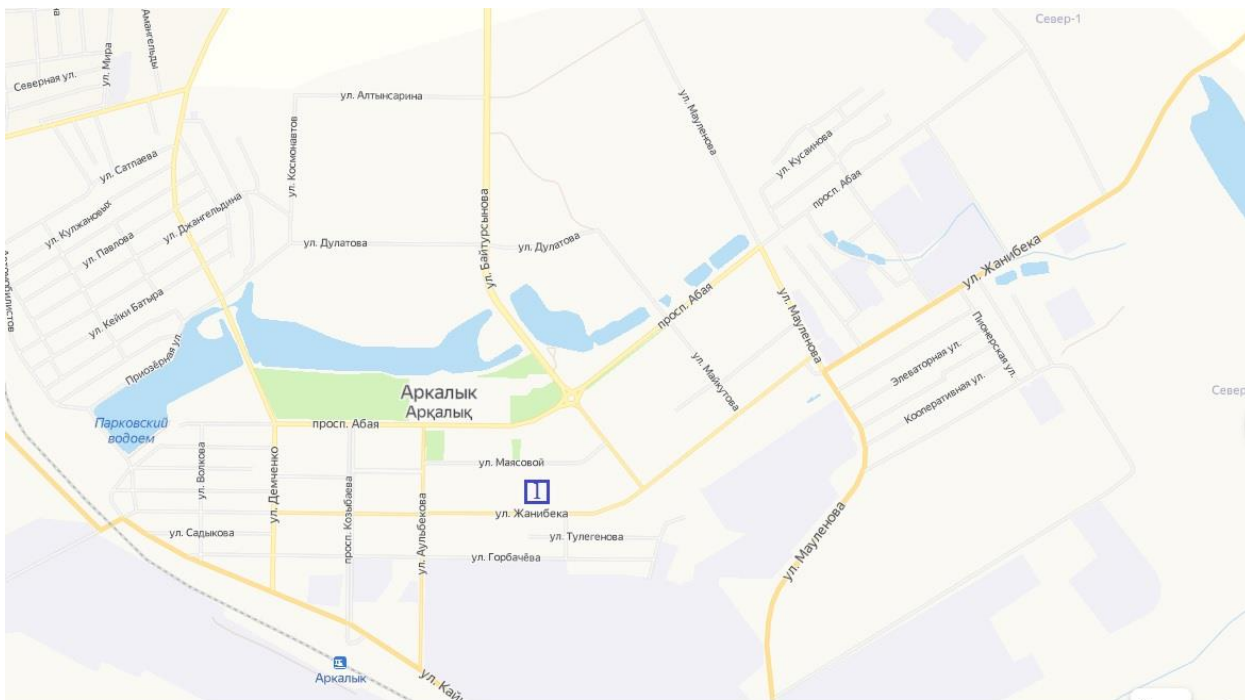 Север-1
Амангельды
Северная ул.
ул. Мира
ул. Алтынсарина
ул. Мауленова
ул. Кусаинова
просп. Абая
ул. Сатпаева
ул. Космонавтов
ул. Кулжановых
ул. Джангельдина
ул. Павлова
ул. Дулатова
ул. Дулатова
ул. Байтурсынова
ул. Жанибека
ул. Кейки Батыра
просп. Абая
ул. Мауленова
Приозёрная ул.
Пионерская ул.
Элеваторная ул.
ул. Майкутова
Кооперативная ул.
Аркалык
Арқалық
Парковский
водоем
просп. Абая
ул. Волкова
ул. Демченко
просп. Козыбаева
ул. Аульбекова
ул. Маясовой
1
ул. Жанибека
ул. Садыкова
ул. Тулегенова
ул. Горбачёва
ул. Мауленова
Аркалык